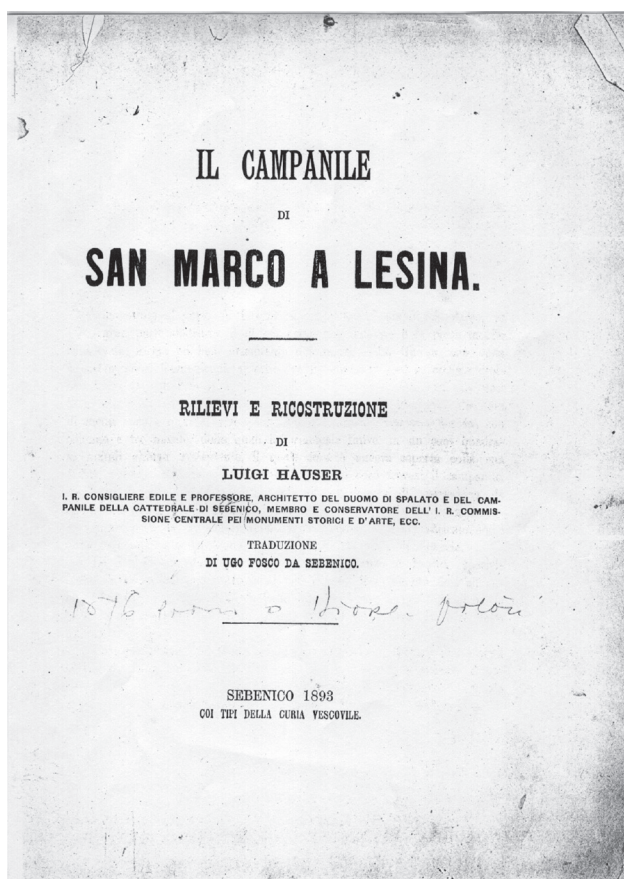 IL CAMPANILE
DI
SAN MARCO A LESINA.
RILIEVI E RICOSTRUZIONE
DI
LUIGI HAUSER
I. R. CONSIGLIERE EDILE E PROFESSORE, ARCHITETTO DEL DUOMO DI SPALATO E DEL CAM-
PANILE DELLA CATTEDRALE DI SEBENICO, MEMBRO E CONSERVATORE DELL' I. R. COMMIS-
SIONE CENTRALE PEI MONUMENTI STORICI E D'ARTE, ECC.
TRADUZIONE
DI UGO FOSCO DA SEBENICO.
SEBENICO 1893
COI TIPI DELLA CURIA VESCOVILE.